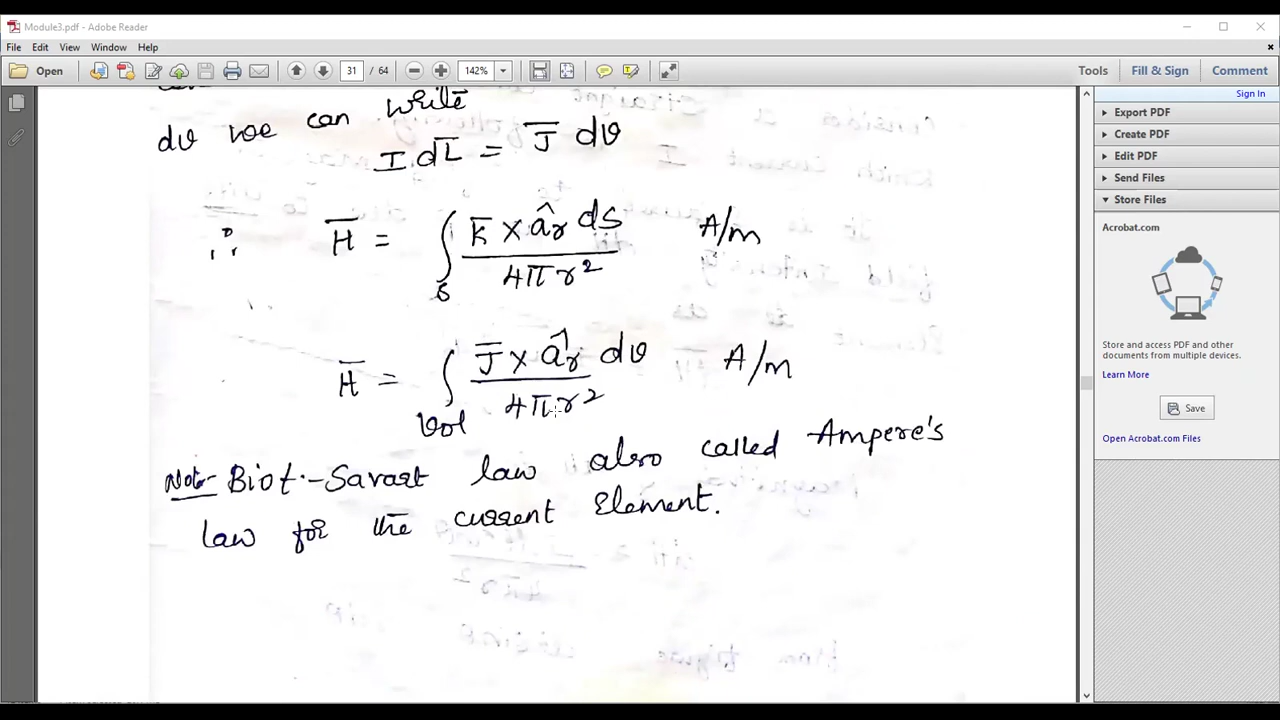 Module3.pdf - Adobe Reader
File Edit View Window Help
Open 31 / 64 142% Tools Fill & Sign Comment
Sign In
Export PDF
Create PDF
Edit PDF
Send Files
Store Files
Acrobat.com
Store and access PDF and other
documents from multiple devices.
Learn More
Save
Open Acrobat.com Files
dv we can write
I dL̅ = J̅ dv
∴ H̅ = ∫s K̅ × âr ds / 4πr² A/m
H̅ = ∫vol J̅ × âr dv / 4πr² A/m
Note:- Biot-Savart law also called Ampere's
law for the current Element.